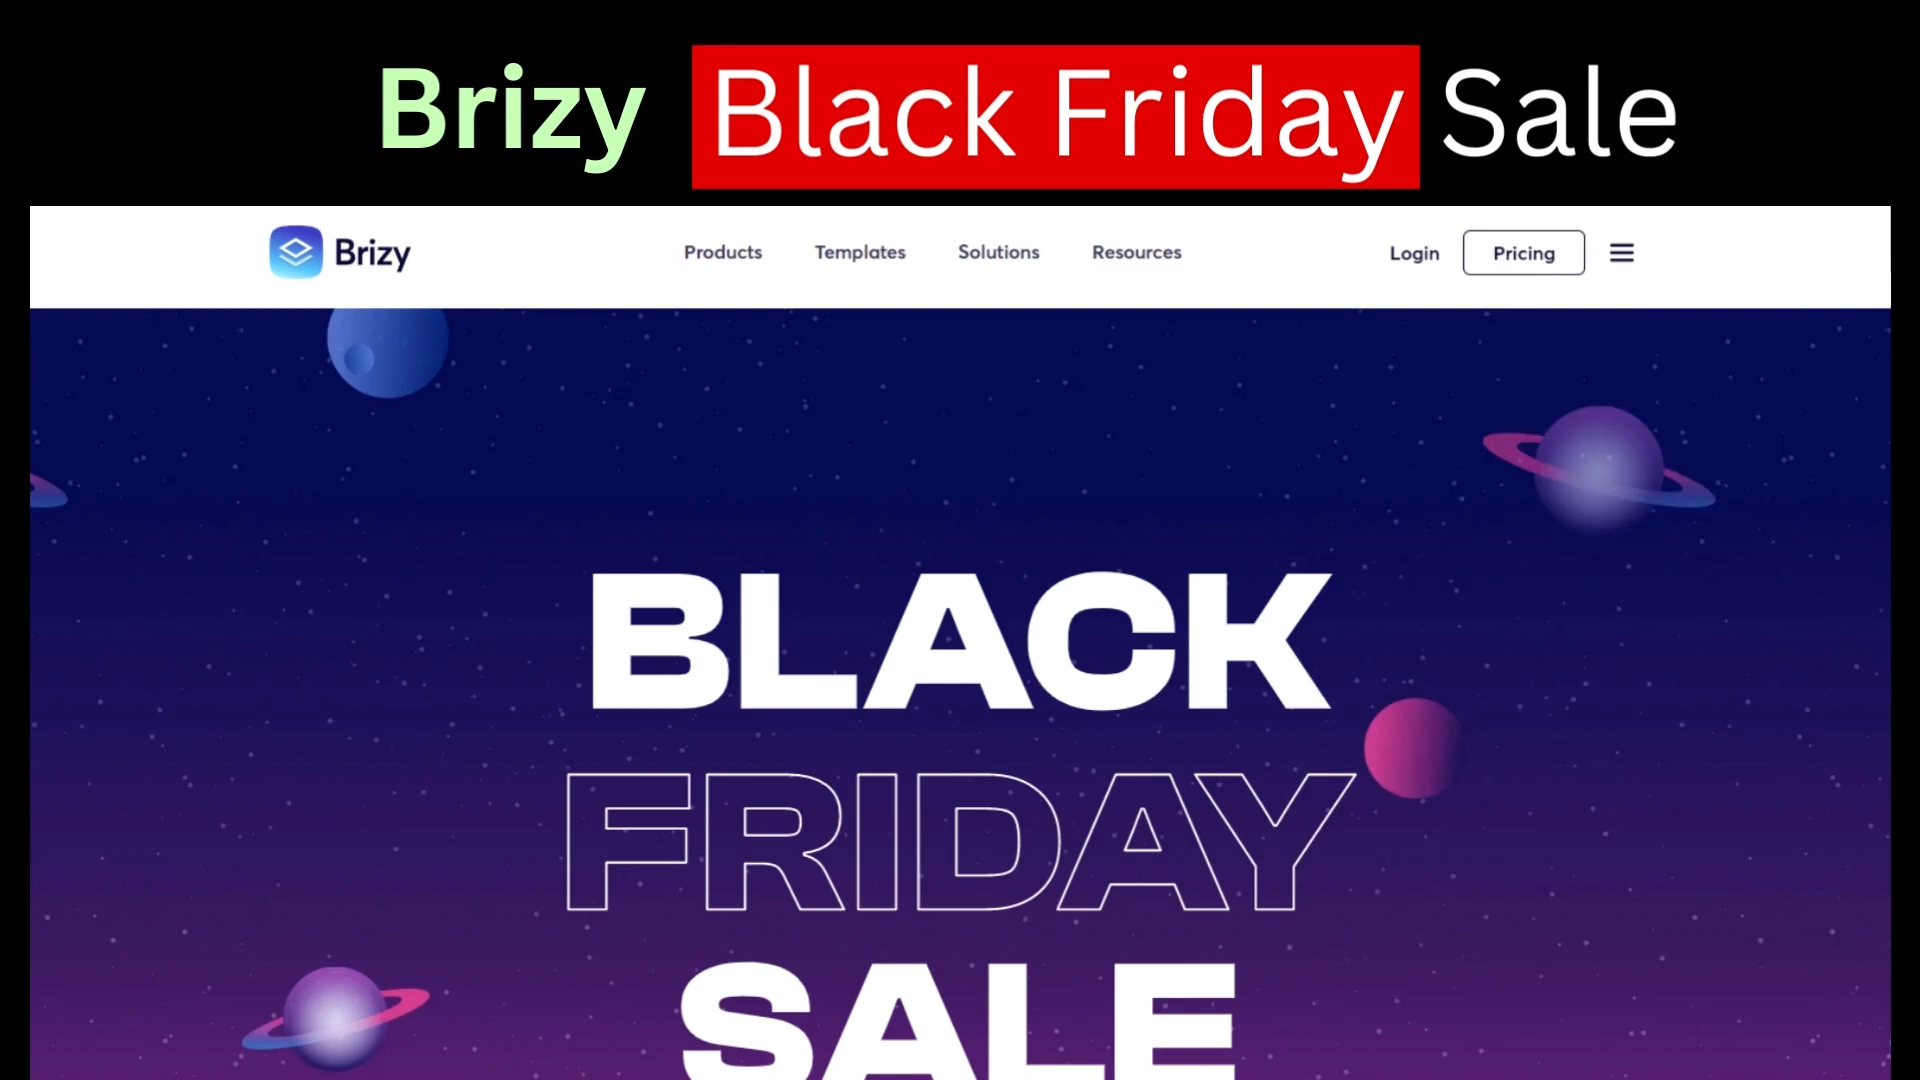 Brizy Black Friday Sale
Brizy Products Templates Solutions Resources Login Pricing
BLACK
FRIDAY
SALE